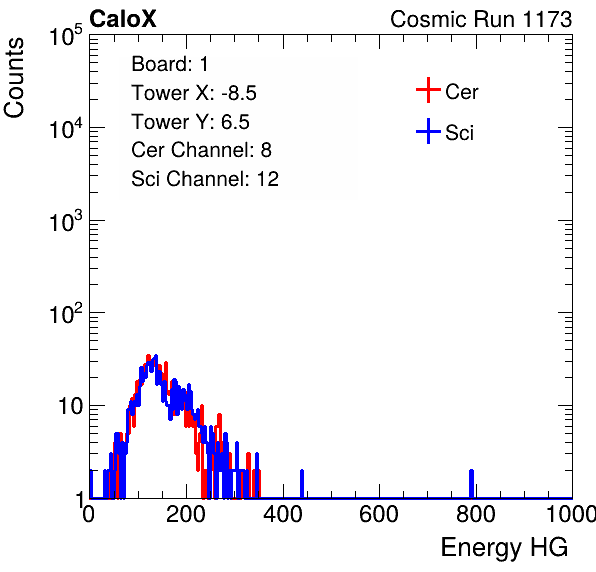 CaloX Cosmic Run 1173
Counts
10^5
10^4
10^3
10^2
10
1
Board: 1
Tower X: -8.5
Tower Y: 6.5
Cer Channel: 8
Sci Channel: 12
Cer
Sci
0 200 400 600 800 1000
Energy HG